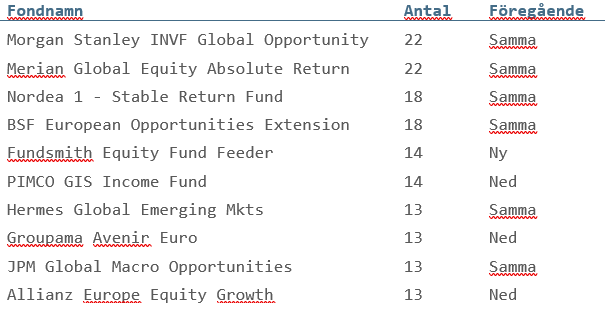 Fondnamn Antal Föregående
Morgan Stanley INVF Global Opportunity 22 Samma
Merian Global Equity Absolute Return 22 Samma
Nordea 1 - Stable Return Fund 18 Samma
BSF European Opportunities Extension 18 Samma
Fundsmith Equity Fund Feeder 14 Ny
PIMCO GIS Income Fund 14 Ned
Hermes Global Emerging Mkts 13 Samma
Groupama Avenir Euro 13 Ned
JPM Global Macro Opportunities 13 Samma
Allianz Europe Equity Growth 13 Ned